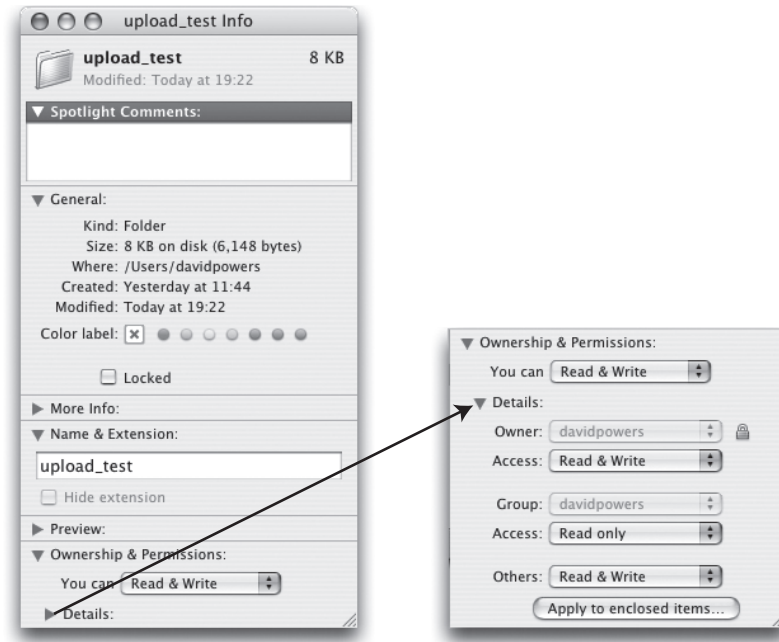 upload_test Info
upload_test 8 KB
Modified: Today at 19:22
Spotlight Comments:
General:
Kind: Folder
Size: 8 KB on disk (6,148 bytes)
Where: /Users/davidpowers
Created: Yesterday at 11:44
Modified: Today at 19:22
Color label:
Locked
More Info:
Name & Extension:
upload_test
Hide extension
Preview:
Ownership & Permissions:
You can Read & Write
Details:
Ownership & Permissions:
You can Read & Write
Details:
Owner: davidpowers
Access: Read & Write
Group: davidpowers
Access: Read only
Others: Read & Write
Apply to enclosed items...